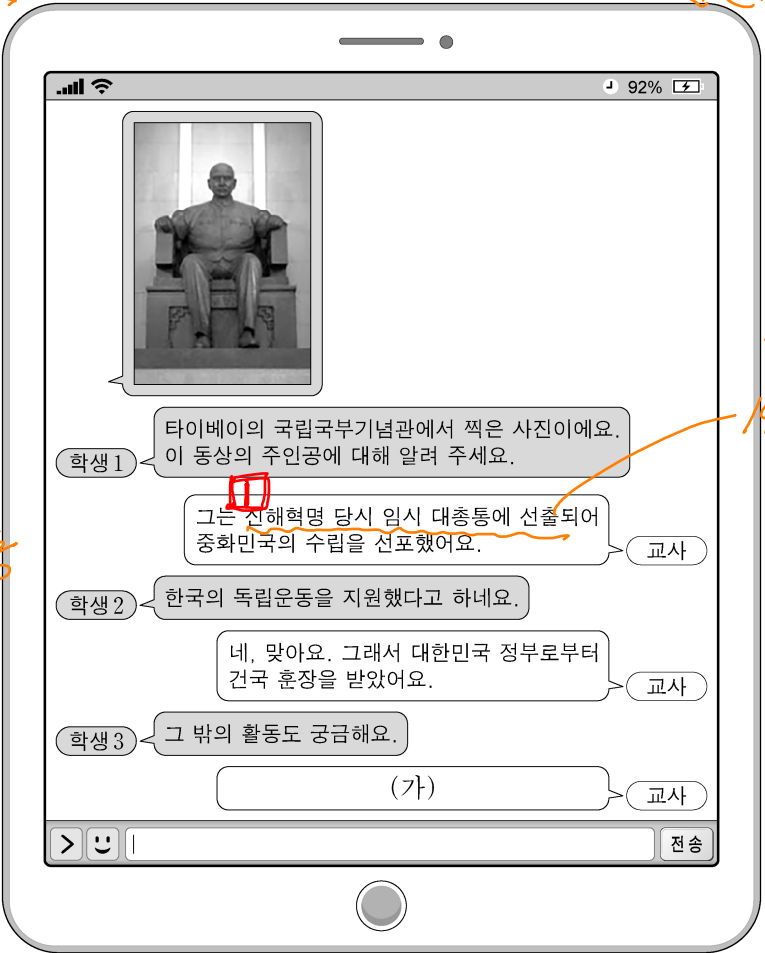 92%
타이베이의 국립국부기념관에서 찍은 사진이에요.
이 동상의 주인공에 대해 알려 주세요.
학생 1
그는 신해혁명 당시 임시 대총통에 선출되어
중화민국의 수립을 선포했어요.
교사
한국의 독립운동을 지원했다고 하네요.
학생 2
네, 맞아요. 그래서 대한민국 정부로부터
건국 훈장을 받았어요.
교사
그 밖의 활동도 궁금해요.
학생 3
(가)
교사
전송